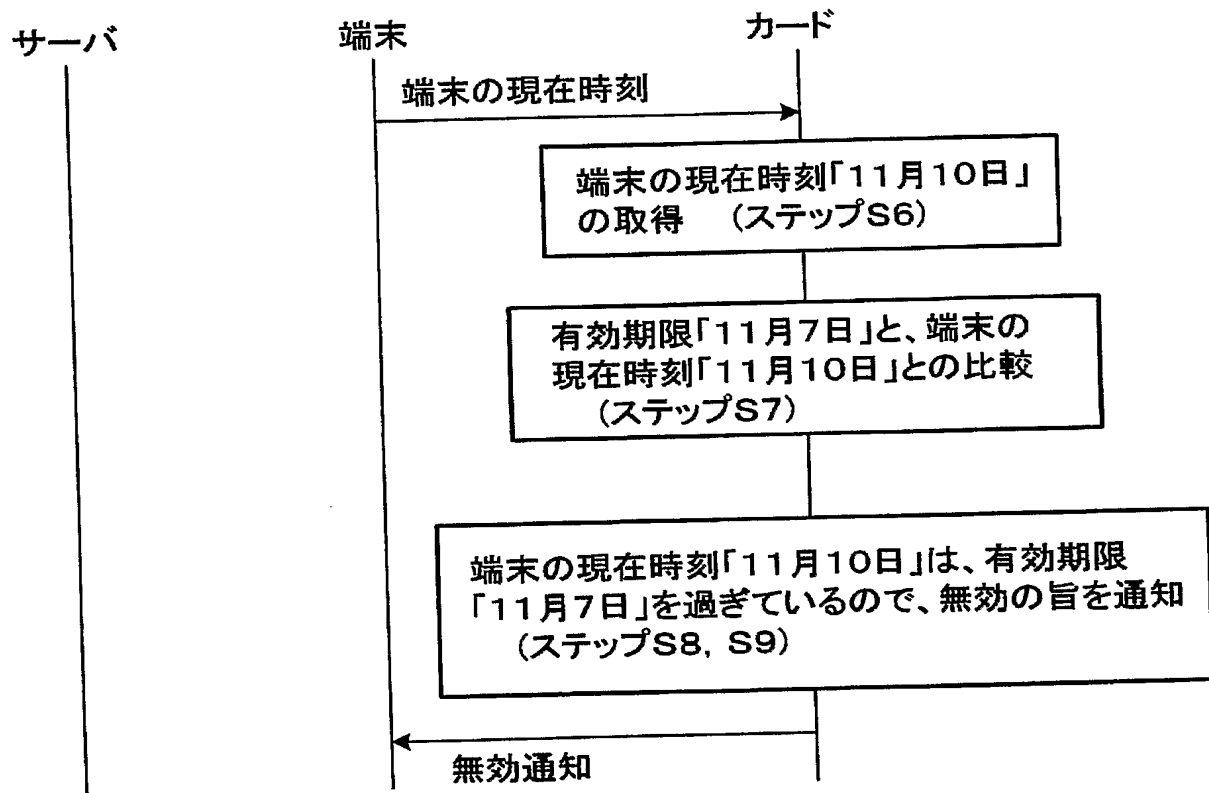 サーバ
端末
カード
端末の現在時刻
端末の現在時刻「11月10日」
の取得　(ステップS6)
有効期限「11月7日」と、端末の
現在時刻「11月10日」との比較
(ステップS7)
端末の現在時刻「11月10日」は、有効期限
「11月7日」を過ぎているので、無効の旨を通知
(ステップS8, S9)
無効通知